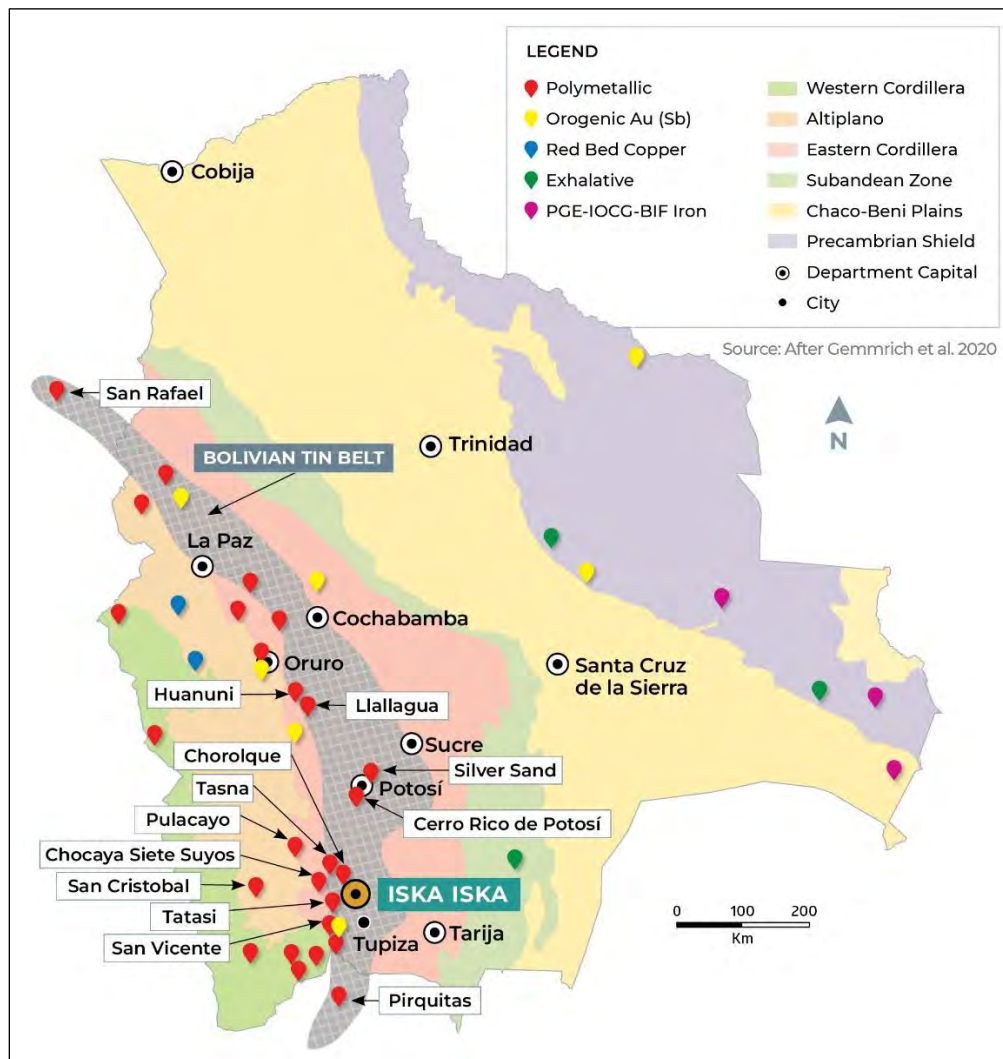 LEGEND
Polymetallic
Orogenic Au (Sb)
Red Bed Copper
Exhalative
PGE-IOCG-BIF Iron
Western Cordillera
Altiplano
Eastern Cordillera
Subandean Zone
Chaco-Beni Plains
Precambrian Shield
Department Capital
City
Source: After Gemmrich et al. 2020
Cobija
San Rafael
N
Trinidad
BOLIVIAN TIN BELT
La Paz
Cochabamba
Oruro
Santa Cruz
de la Sierra
Huanuni
Llallagua
Sucre
Chorolque
Silver Sand
Tasna
Potosí
Pulacayo
Cerro Rico de Potosí
Chocaya Siete Suyos
San Cristobal
ISKA ISKA
Tatasi
San Vicente
Tupiza
Tarija
0 100 200
Km
Pirquitas